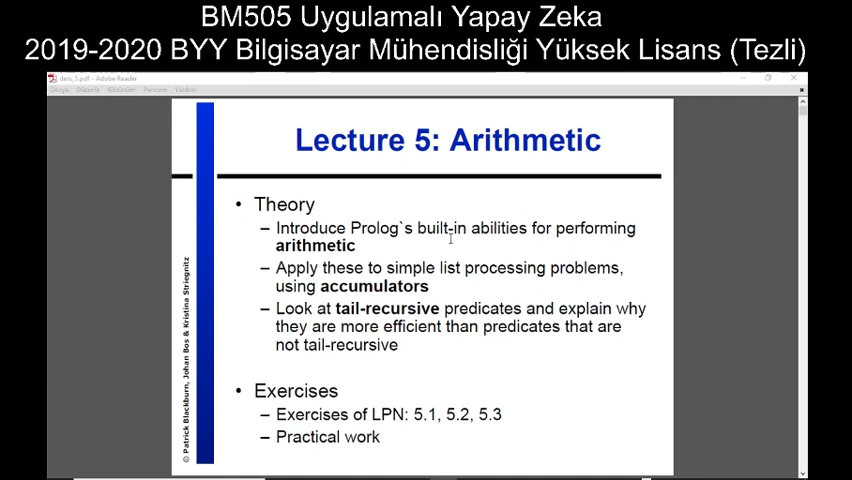 BM505 Uygulamalı Yapay Zeka
2019-2020 BYY Bilgisayar Mühendisliği Yüksek Lisans (Tezli)
ders_5.pdf - Adobe Reader
Dosya Düzenle Görünüm Pencere Yardım
Lecture 5: Arithmetic
• Theory
– Introduce Prolog`s built-in abilities for performing
arithmetic
– Apply these to simple list processing problems,
using accumulators
– Look at tail-recursive predicates and explain why
they are more efficient than predicates that are
not tail-recursive
• Exercises
– Exercises of LPN: 5.1, 5.2, 5.3
– Practical work
© Patrick Blackburn, Johan Bos & Kristina Striegnitz